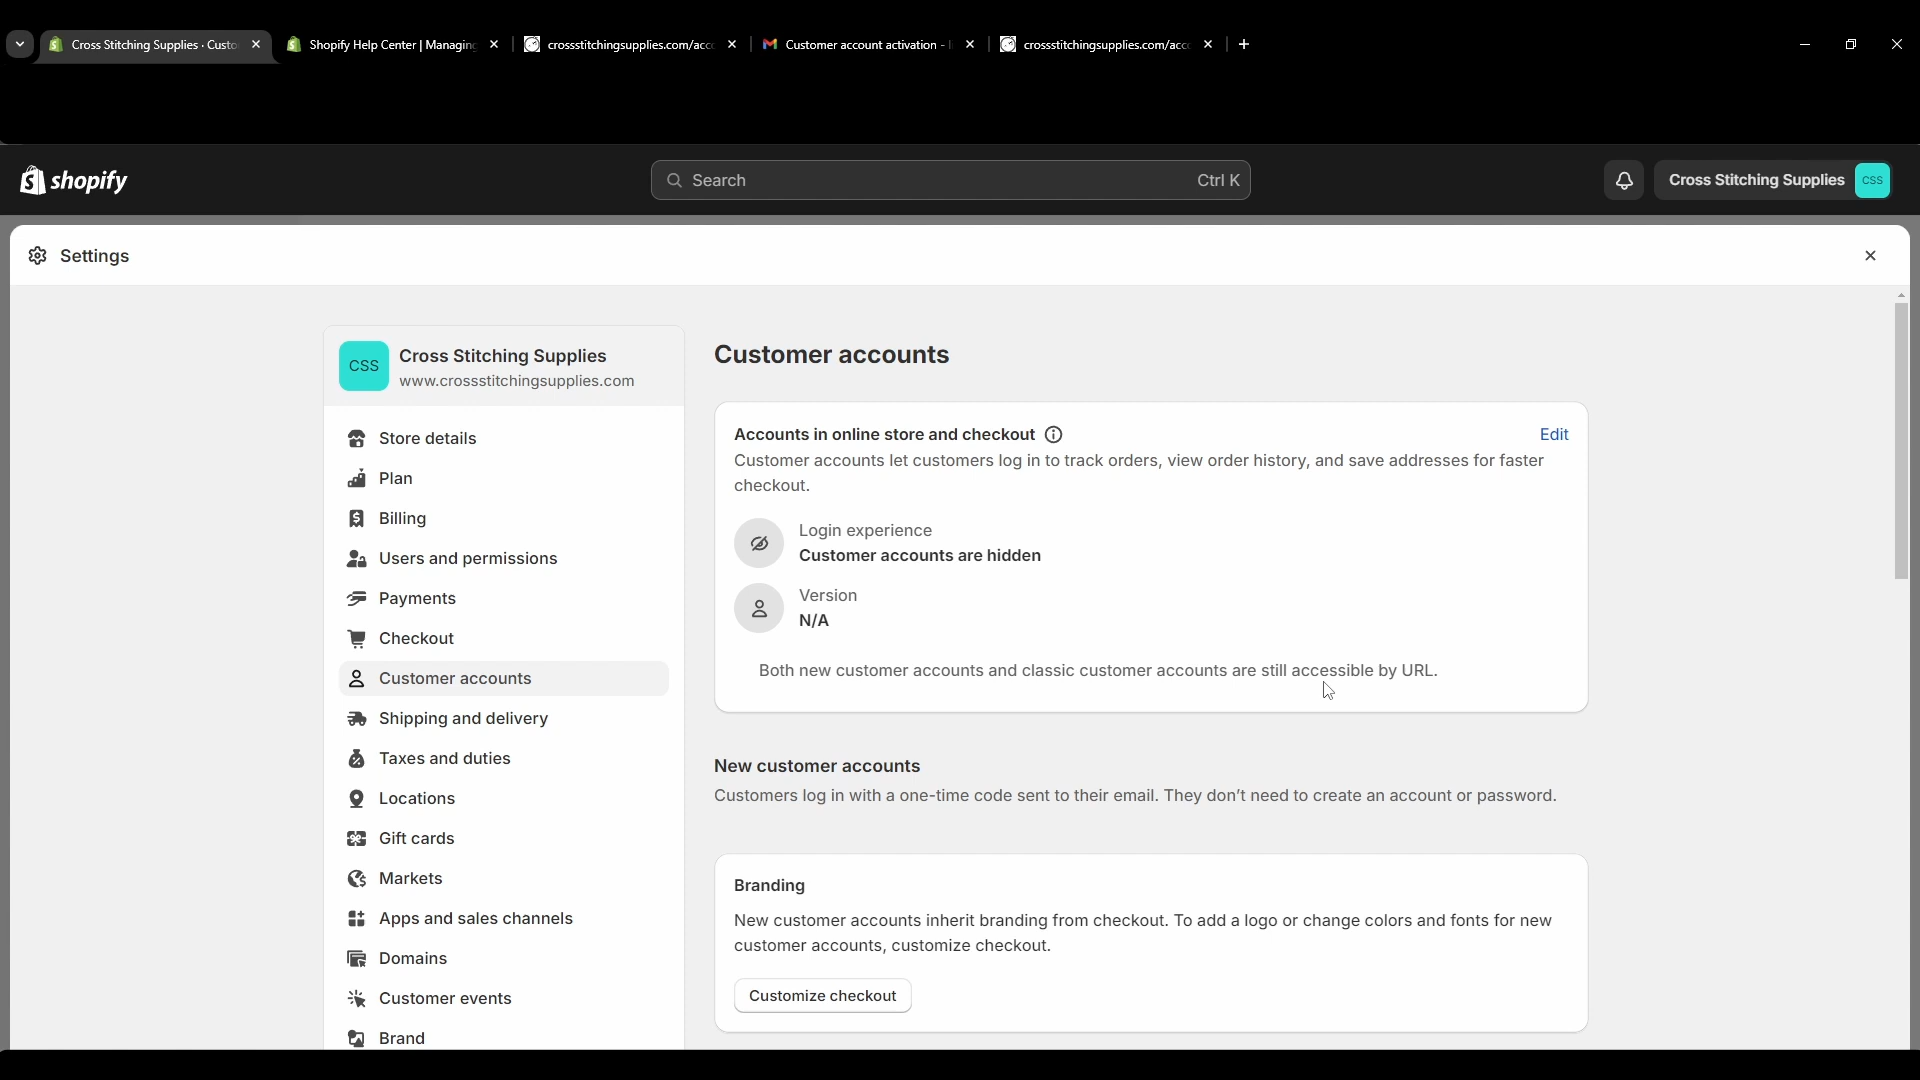 Cross Stitching Supplies · Custo
Shopify Help Center | Managing
crossstitchingsupplies.com/acc
Customer account activation -
crossstitchingsupplies.com/acc
shopify
Search
Ctrl K
Cross Stitching Supplies
CSS
Settings
CSS
Cross Stitching Supplies
www.crossstitchingsupplies.com
Store details
Plan
Billing
Users and permissions
Payments
Checkout
Customer accounts
Shipping and delivery
Taxes and duties
Locations
Gift cards
Markets
Apps and sales channels
Domains
Customer events
Brand
Customer accounts
Accounts in online store and checkout
Edit
Customer accounts let customers log in to track orders, view order history, and save addresses for faster
checkout.
Login experience
Customer accounts are hidden
Version
N/A
Both new customer accounts and classic customer accounts are still accessible by URL.
New customer accounts
Customers log in with a one-time code sent to their email. They don’t need to create an account or password.
Branding
New customer accounts inherit branding from checkout. To add a logo or change colors and fonts for new
customer accounts, customize checkout.
Customize checkout